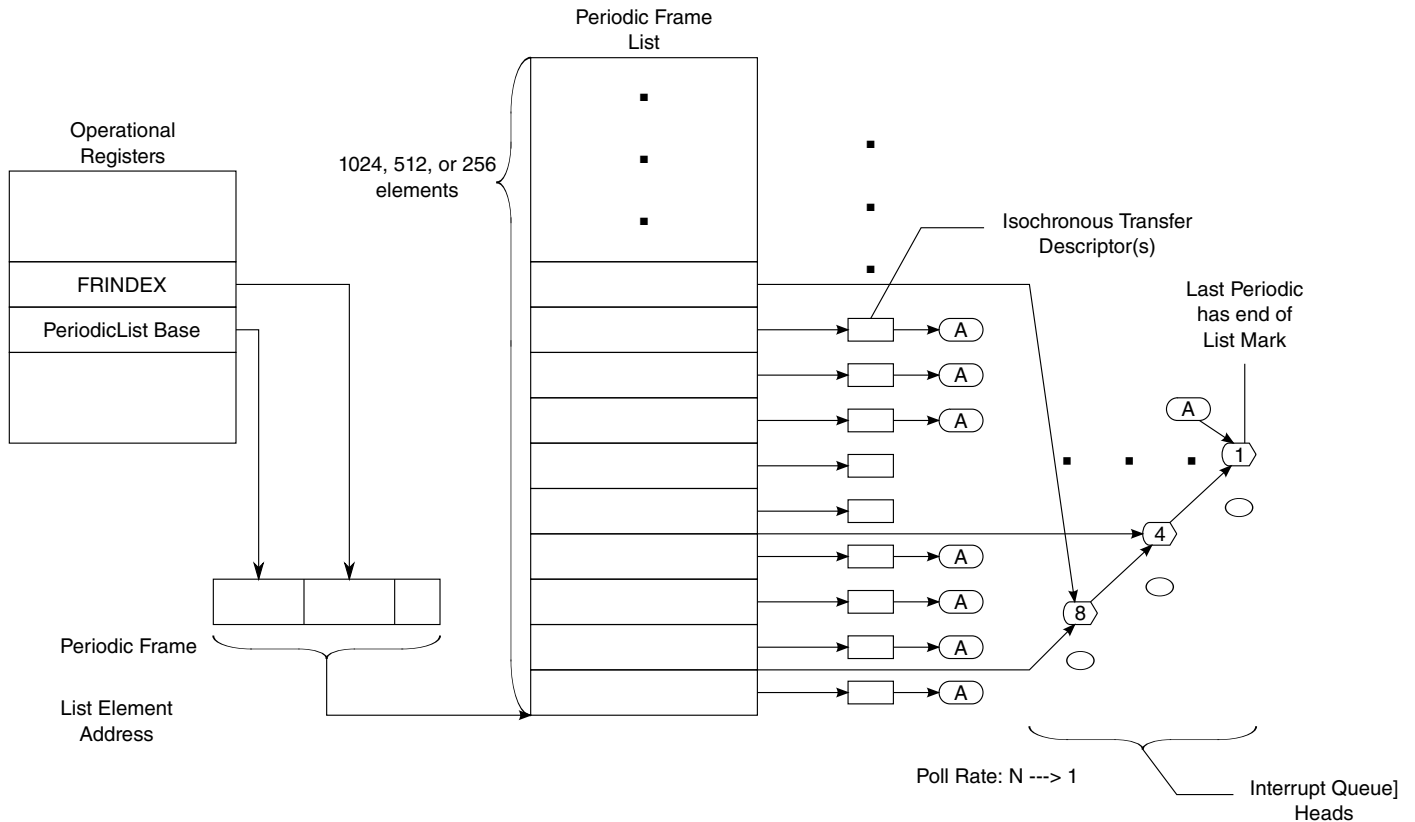 Periodic Frame
List
Operational
Registers
1024, 512, or 256
elements
FRINDEX
PeriodicList Base
Isochronous Transfer
Descriptor(s)
Last Periodic
has end of
List Mark
A
A
A
A
1
4
A
A
8
A
A
Periodic Frame
List Element
Address
Poll Rate: N ---> 1
Interrupt Queue]
Heads